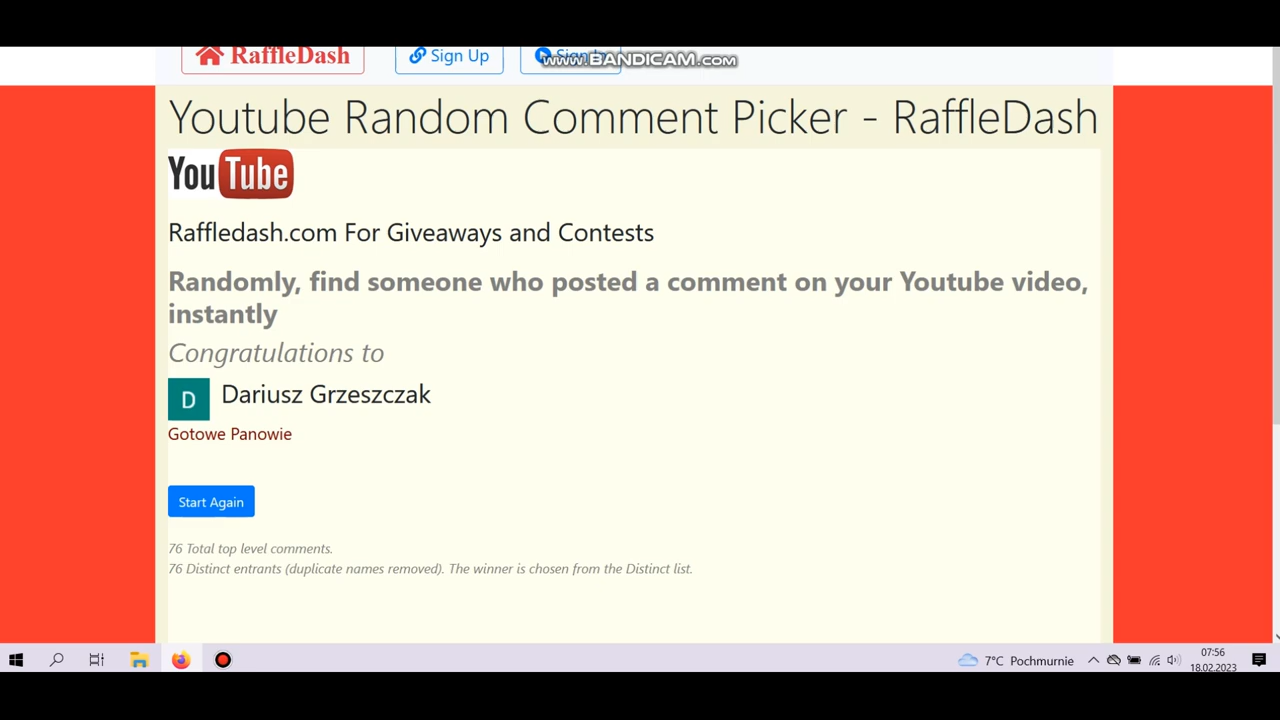 RaffleDash
Sign Up
www.BANDICAM.com
Youtube Random Comment Picker - RaffleDash
YouTube
Raffledash.com For Giveaways and Contests
Randomly, find someone who posted a comment on your Youtube video,
instantly
Congratulations to
D
Dariusz Grzeszczak
Gotowe Panowie
Start Again
76 Total top level comments.
76 Distinct entrants (duplicate names removed). The winner is chosen from the Distinct list.
7°C Pochmurnie
07:56
18.02.2023